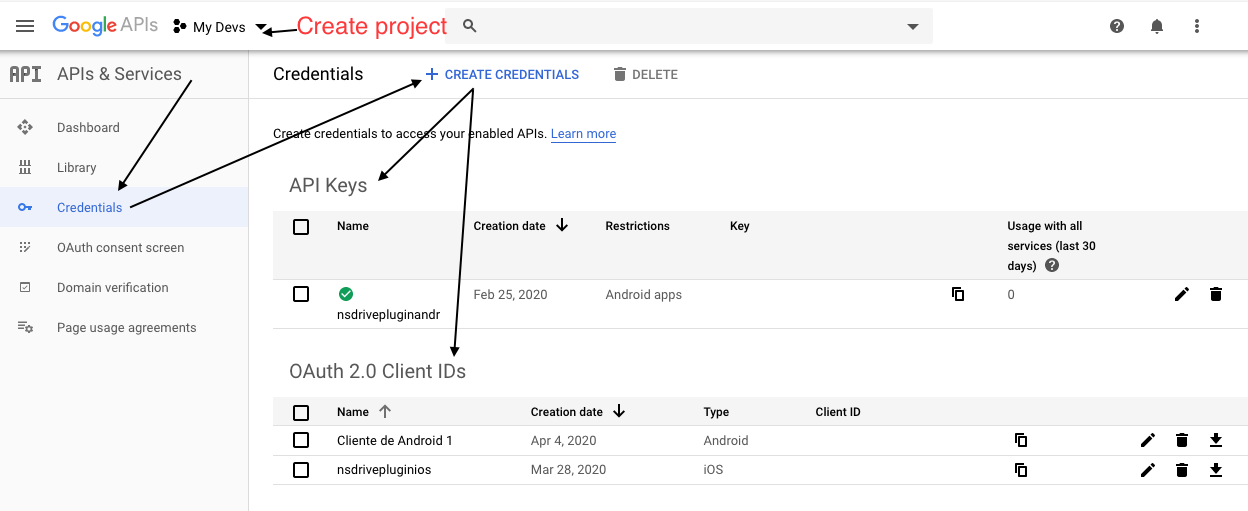 Google APIs
My Devs
Create project
API APIs & Services
Credentials
CREATE CREDENTIALS
DELETE
Dashboard
Library
Credentials
OAuth consent screen
Domain verification
Page usage agreements
Create credentials to access your enabled APIs. Learn more
API Keys
Name
Creation date
Restrictions
Key
Usage with all
services (last 30
days)
Feb 25, 2020
Android apps
0
nsdrivepluginandr
OAuth 2.0 Client IDs
Name
Creation date
Type
Client ID
Cliente de Android 1
Apr 4, 2020
Android
nsdrivepluginios
Mar 28, 2020
iOS